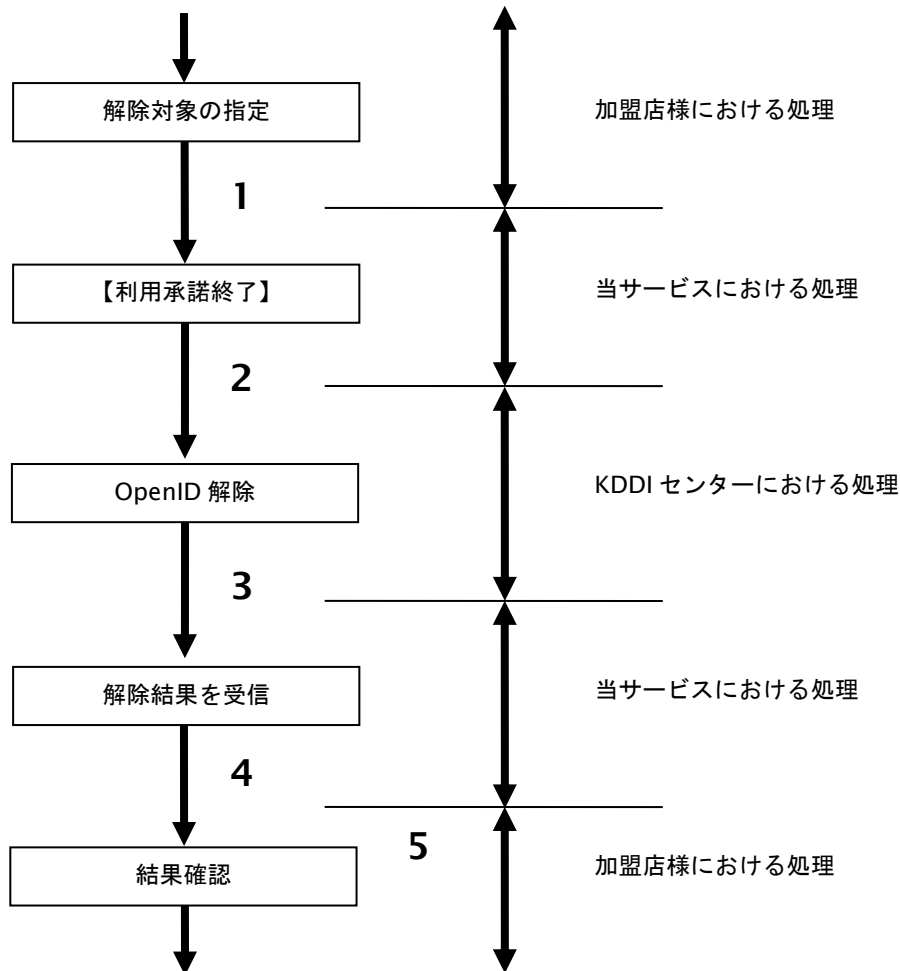 解除対象の指定
加盟店様における処理
1
【利用承諾終了】
当サービスにおける処理
2
OpenID 解除
KDDI センターにおける処理
3
解除結果を受信
当サービスにおける処理
4
5
結果確認
加盟店様における処理